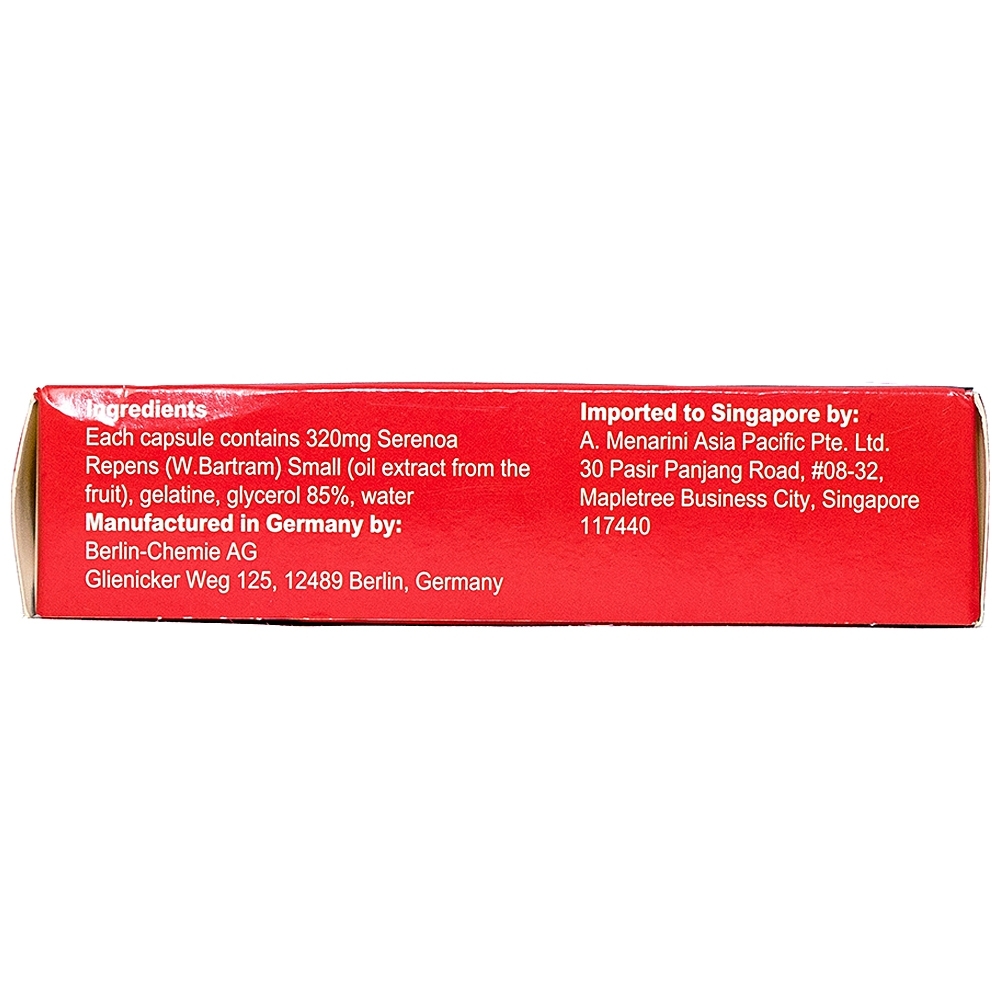 Ingredients
Each capsule contains 320mg Serenoa
Repens (W.Bartram) Small (oil extract from the
fruit), gelatine, glycerol 85%, water
Manufactured in Germany by:
Berlin-Chemie AG
Glienicker Weg 125, 12489 Berlin, Germany
Imported to Singapore by:
A. Menarini Asia Pacific Pte. Ltd.
30 Pasir Panjang Road, #08-32,
Mapletree Business City, Singapore
117440